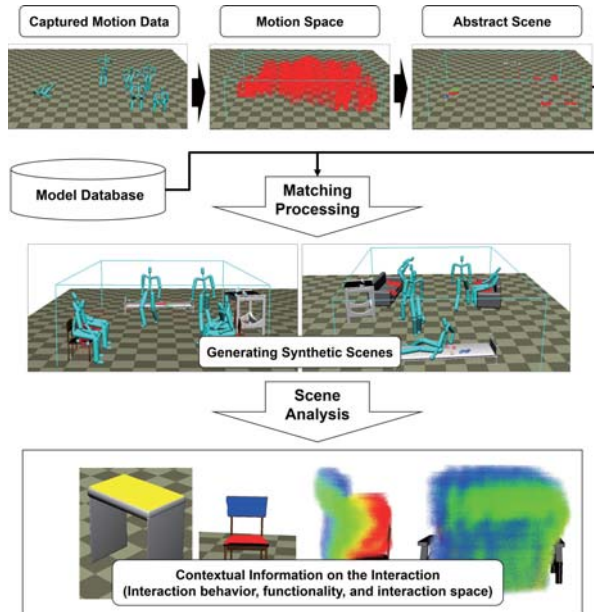 Captured Motion Data
Motion Space
Abstract Scene
Model Database
Matching
Processing
Generating Synthetic Scenes
Scene
Analysis
Contextual Information on the Interaction
(Interaction behavior, functionality, and interaction space)